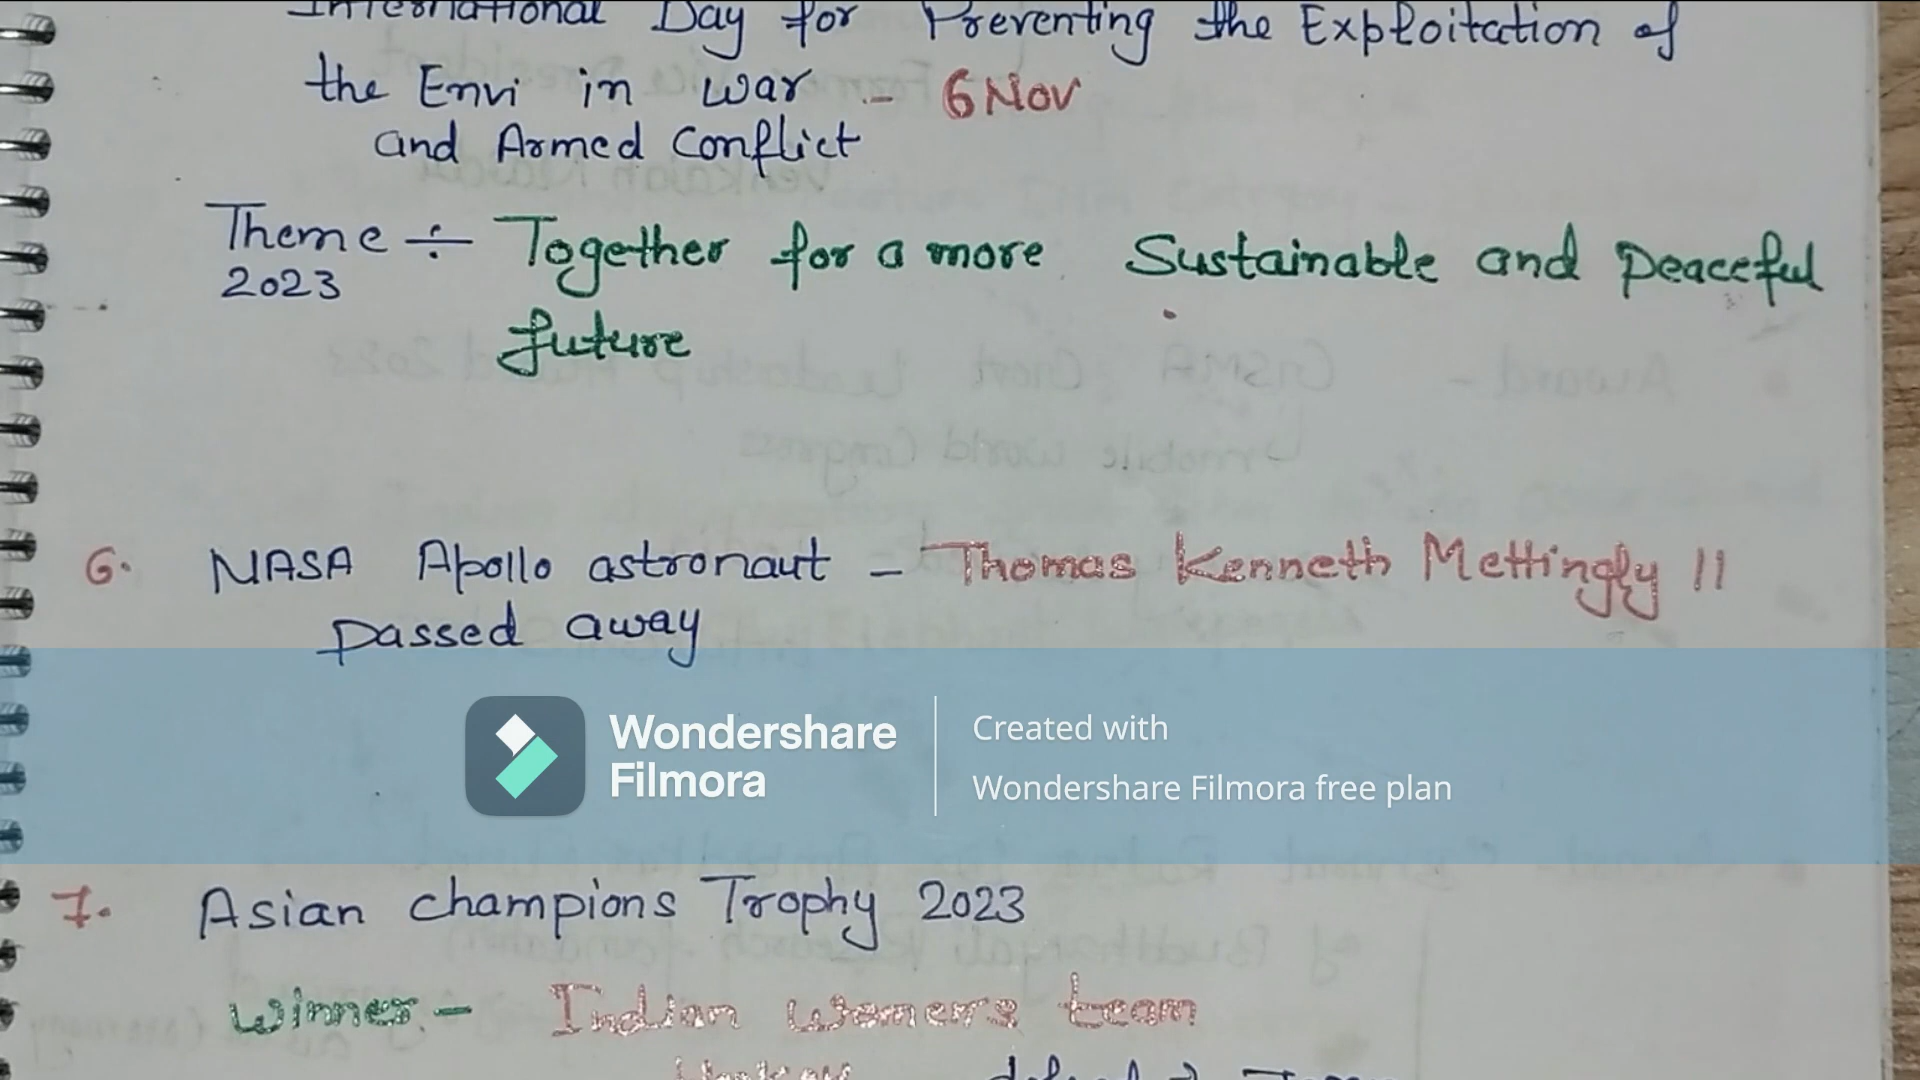 International Day for Preventing the Exploitation of
the Envi in war - 6 Nov
and Armed Conflict
Theme ÷ Together for a more Sustainable and peaceful
2023
future
6. NASA Apollo astronaut - Thomas Kenneth Mettingly II
passed away
Wondershare
Filmora
Created with
Wondershare Filmora free plan
7. Asian champions Trophy 2023
winner - Indian women's team